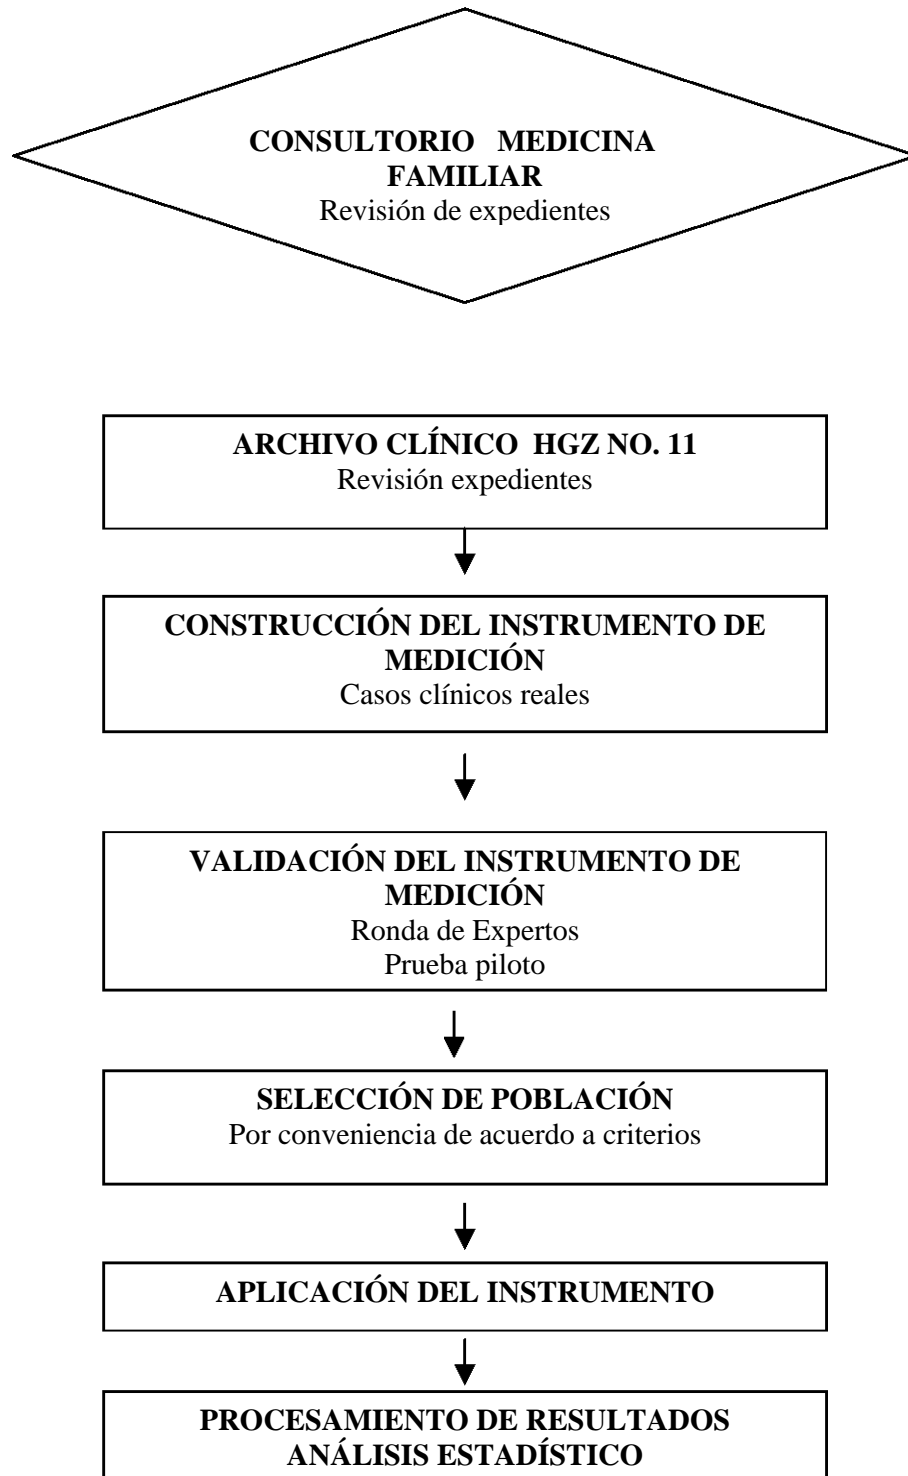 CONSULTORIO MEDICINA
FAMILIAR
Revisión de expedientes
ARCHIVO CLÍNICO HGZ NO. 11
Revisión expedientes
CONSTRUCCIÓN DEL INSTRUMENTO DE
MEDICIÓN
Casos clínicos reales
VALIDACIÓN DEL INSTRUMENTO DE
MEDICIÓN
Ronda de Expertos
Prueba piloto
SELECCIÓN DE POBLACIÓN
Por conveniencia de acuerdo a criterios
APLICACIÓN DEL INSTRUMENTO
PROCESAMIENTO DE RESULTADOS
ANÁLISIS ESTADÍSTICO